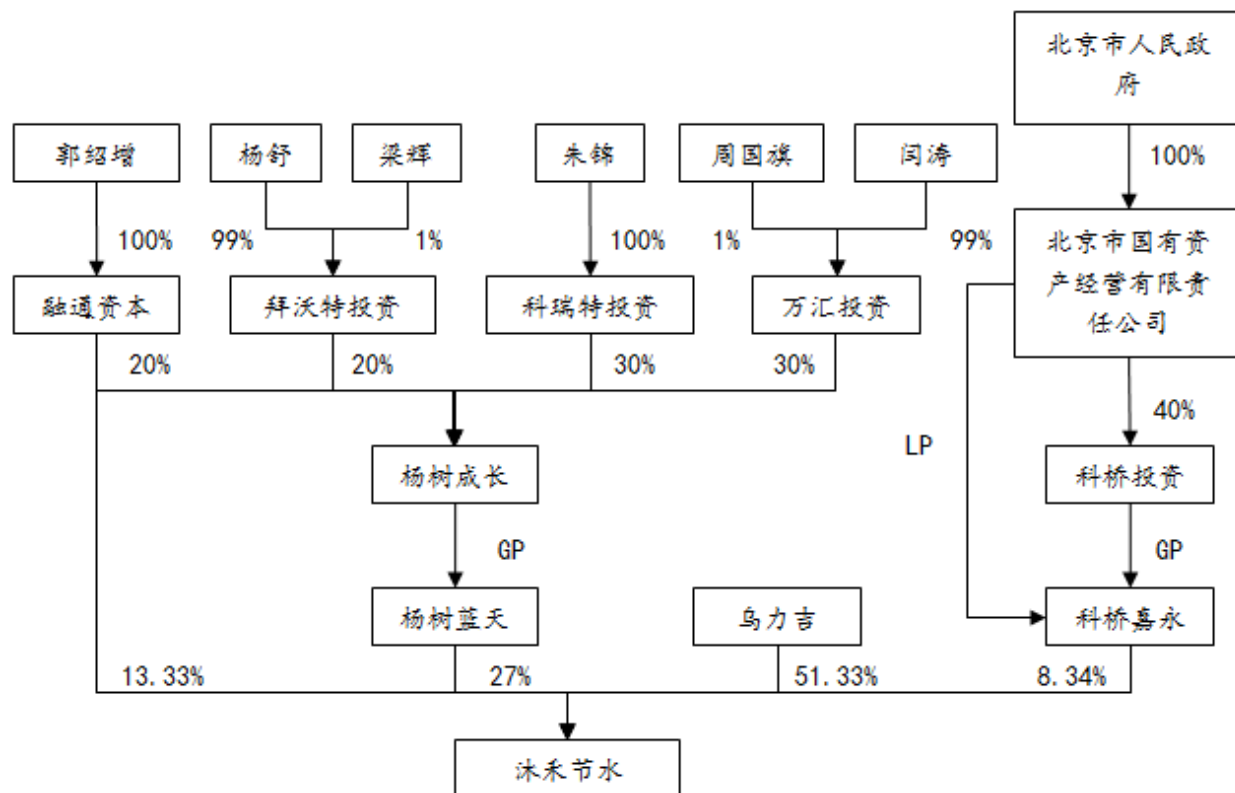 北京市人民政
府
郭绍增
杨舒
梁辉
朱锦
周国旗
闫涛
100%
100%
99%
1%
100%
1%
99%
北京市国有资
产经营有限责
任公司
融通资本
拜沃特投资
科瑞特投资
万汇投资
20%
20%
30%
30%
40%
LP
杨树成长
科桥投资
GP
GP
杨树蓝天
乌力吉
科桥嘉永
13.33%
27%
51.33%
8.34%
沐禾节水